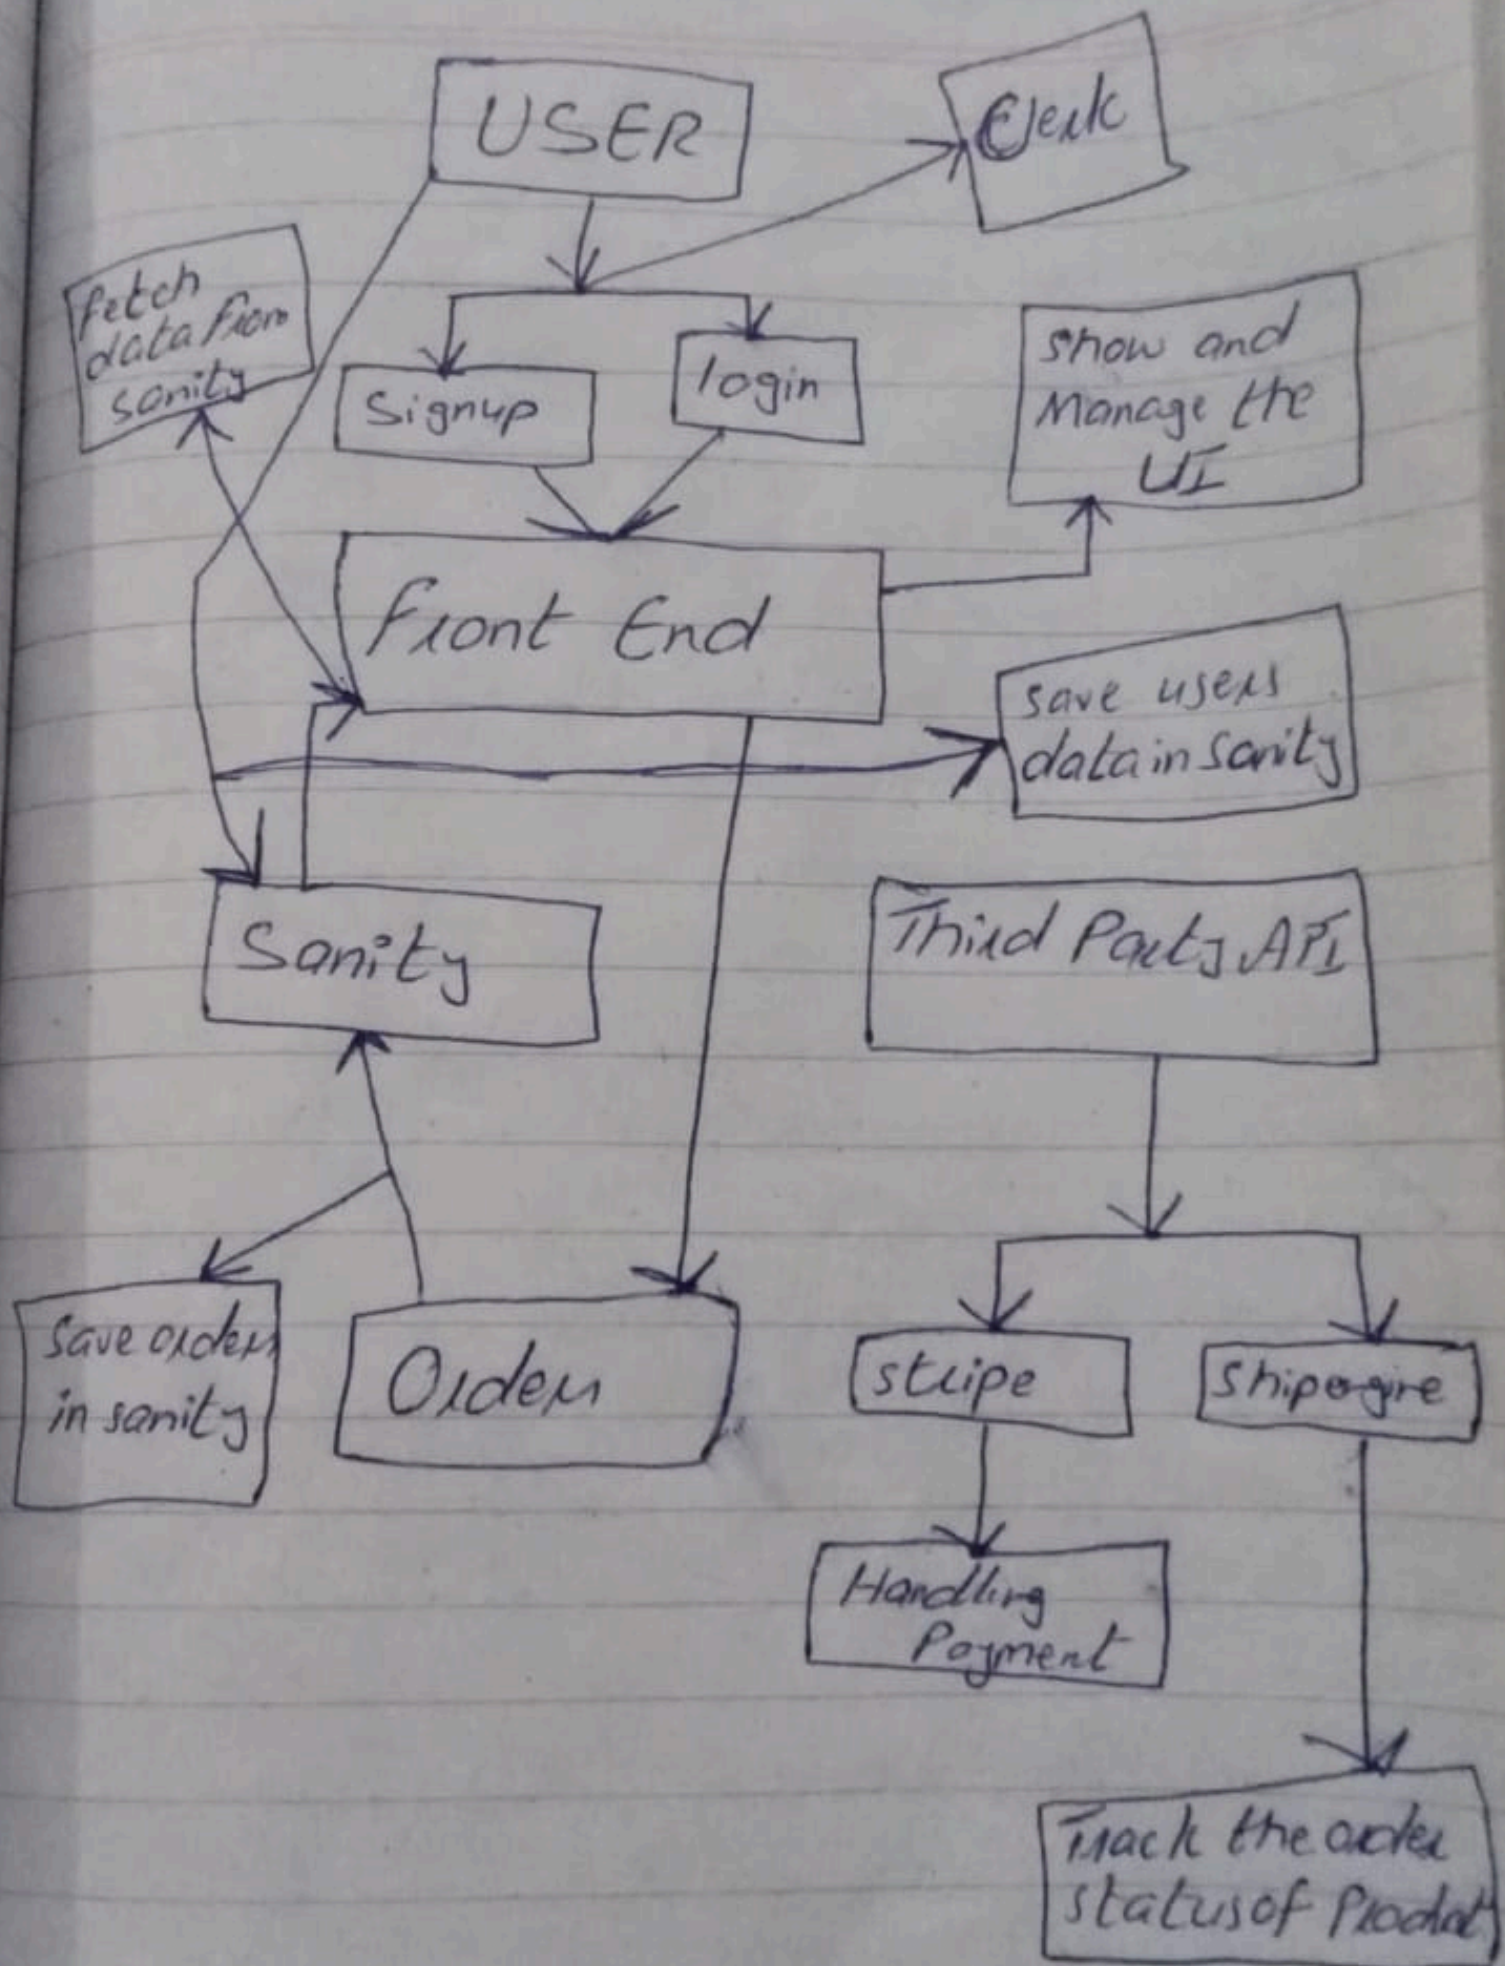 USER
Clerk
fetch
data from
sanity
Signup
login
show and
Manage the
UI
Front End
save users
data in sanity
Sanity
Third Party API
save orders
in sanity
Orders
stripe
Shipengine
Handling
Payment
Track the order
status of Product